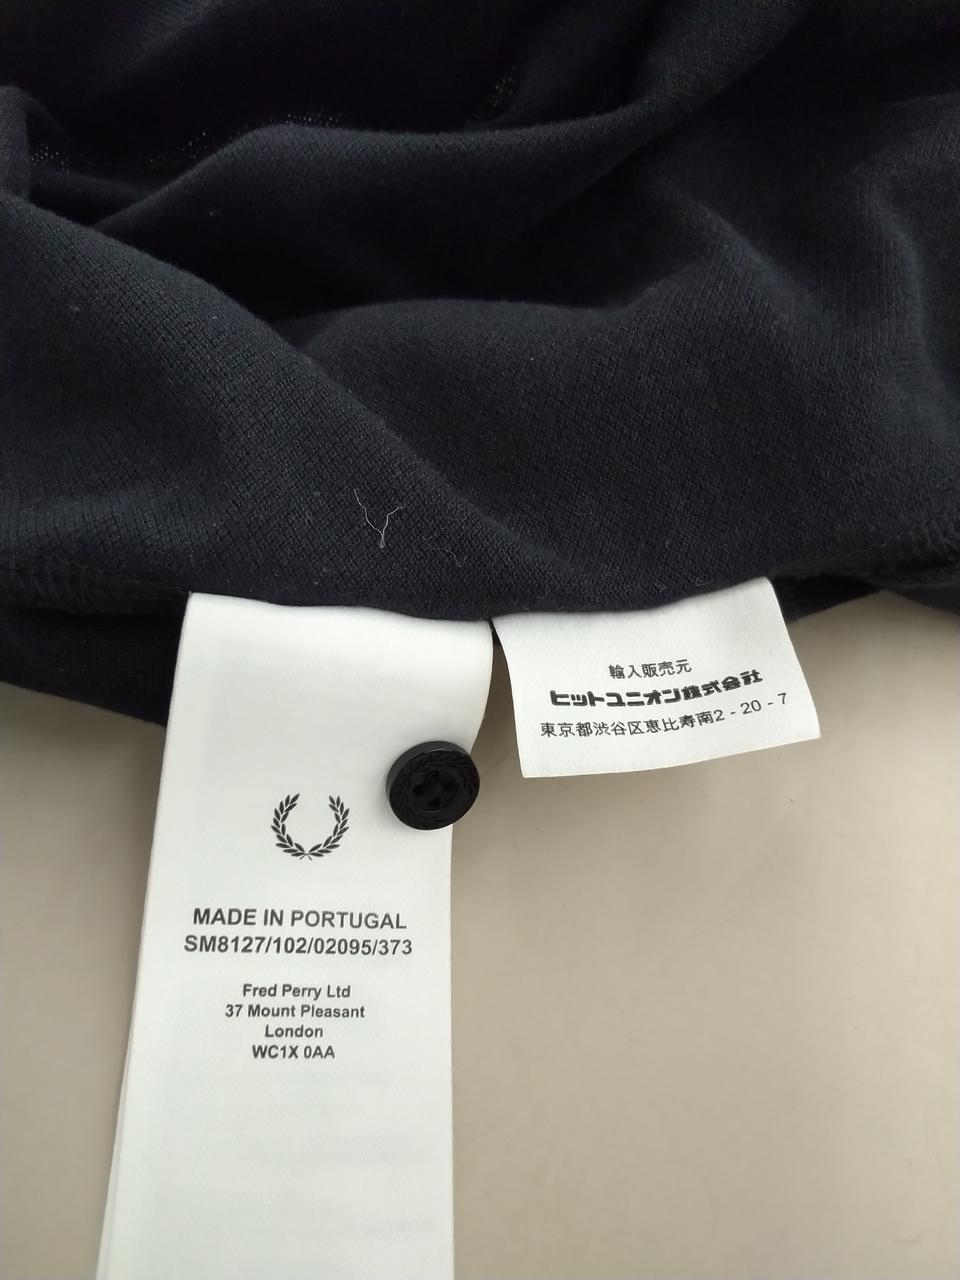 MADE IN PORTUGAL
SM8127/102/02095/373
Fred Perry Ltd
37 Mount Pleasant
London
WC1X 0AA
輸入販売元
ヒットユニオン株式会社
東京都渋谷区恵比寿南2-20-7